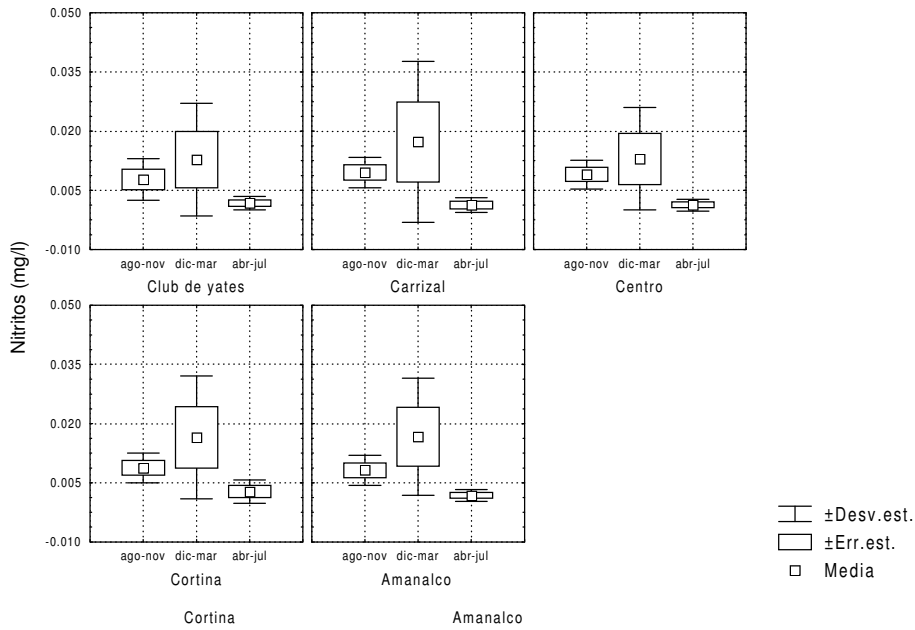 0.050
0.035
0.020
0.005
-0.010
ago-nov dic-mar abr-jul
Club de yates
ago-nov dic-mar abr-jul
Carrizal
ago-nov dic-mar abr-jul
Centro
Nitritos (mg/l)
0.050
0.035
0.020
0.005
-0.010
ago-nov dic-mar abr-jul
Cortina
ago-nov dic-mar abr-jul
Amanalco
Cortina
Amanalco
±Desv.est.
±Err.est.
Media